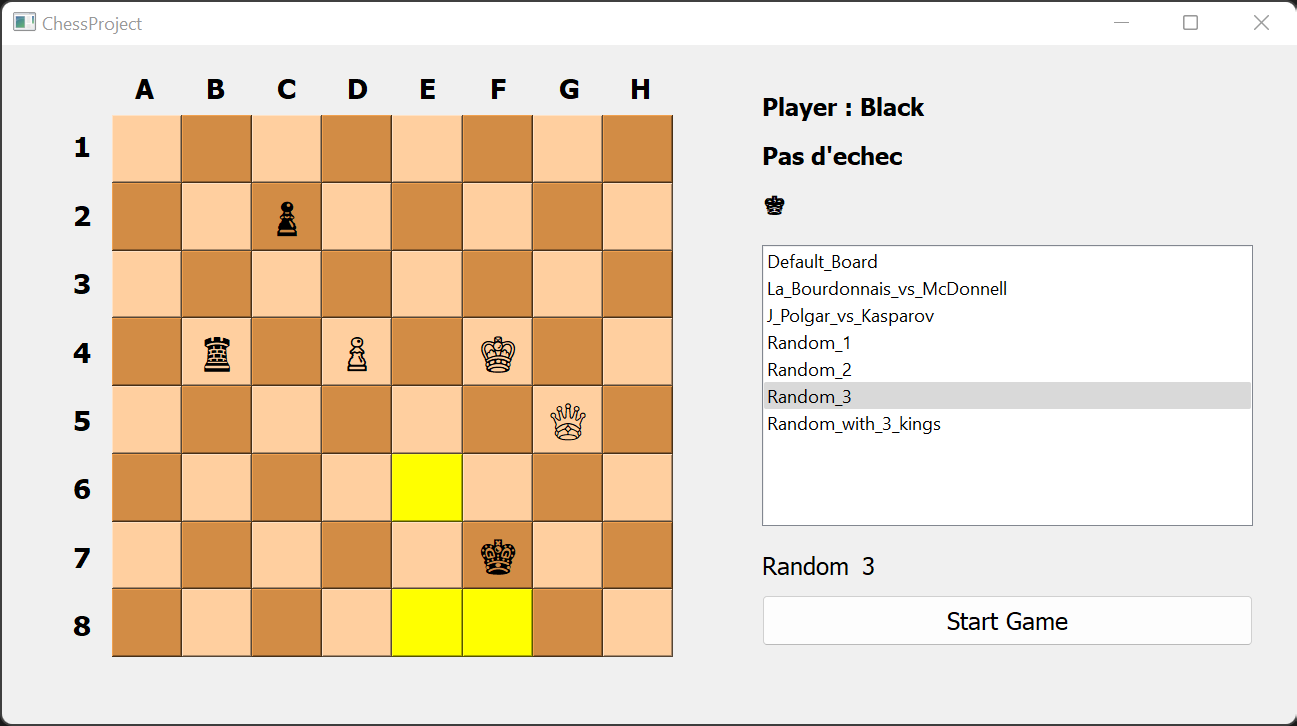 ChessProject
A B C D E F G H
1
2
3
4
5
6
7
8
Player : Black
Pas d'echec
♚
Default_Board
La_Bourdonnais_vs_McDonnell
J_Polgar_vs_Kasparov
Random_1
Random_2
Random_3
Random_with_3_kings
Random 3
Start Game